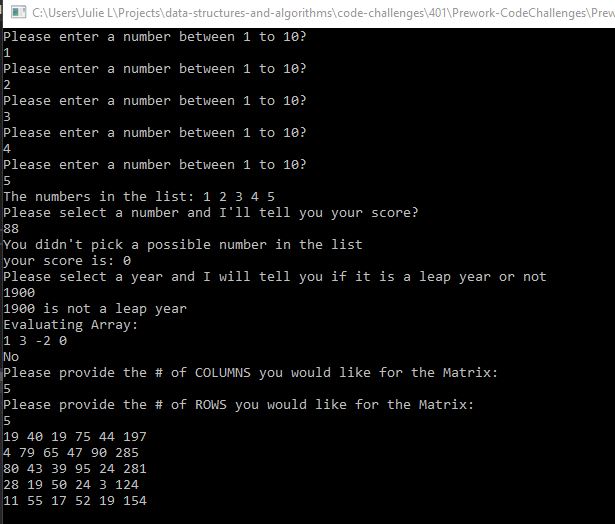 C:\Users\Julie L\Projects\data-structures-and-algorithms\code-challenges\401\Prework-CodeChallenges\Prew
Please enter a number between 1 to 10?
1
Please enter a number between 1 to 10?
2
Please enter a number between 1 to 10?
3
Please enter a number between 1 to 10?
4
Please enter a number between 1 to 10?
5
The numbers in the list: 1 2 3 4 5
Please select a number and I'll tell you your score?
88
You didn't pick a possible number in the list
your score is: 0
Please select a year and I will tell you if it is a leap year or not
1900
1900 is not a leap year
Evaluating Array:
1 3 -2 0
No
Please provide the # of COLUMNS you would like for the Matrix:
5
Please provide the # of ROWS you would like for the Matrix:
5
19 40 19 75 44 197
4 79 65 47 90 285
80 43 39 95 24 281
28 19 50 24 3 124
11 55 17 52 19 154